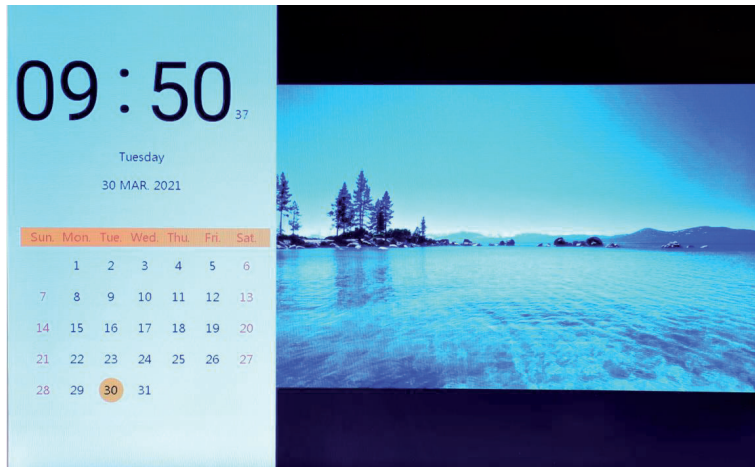 09:50 37
Tuesday
30 MAR. 2021
Sun. Mon. Tue. Wed. Thu. Fri. Sat.
1 2 3 4 5 6
7 8 9 10 11 12 13
14 15 16 17 18 19 20
21 22 23 24 25 26 27
28 29 30 31